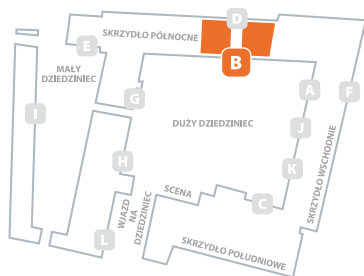 D
SKRZYDŁO PÓŁNOCNE
E
B
MAŁY
DZIEDZINIEC
A
F
G
I
DUŻY DZIEDZINIEC
J
H
K
SKRZYDŁO WSCHODNIE
SCENA
C
WJAZD
NA
DZIEDZINIEC
L
SKRZYDŁO POŁUDNIOWE